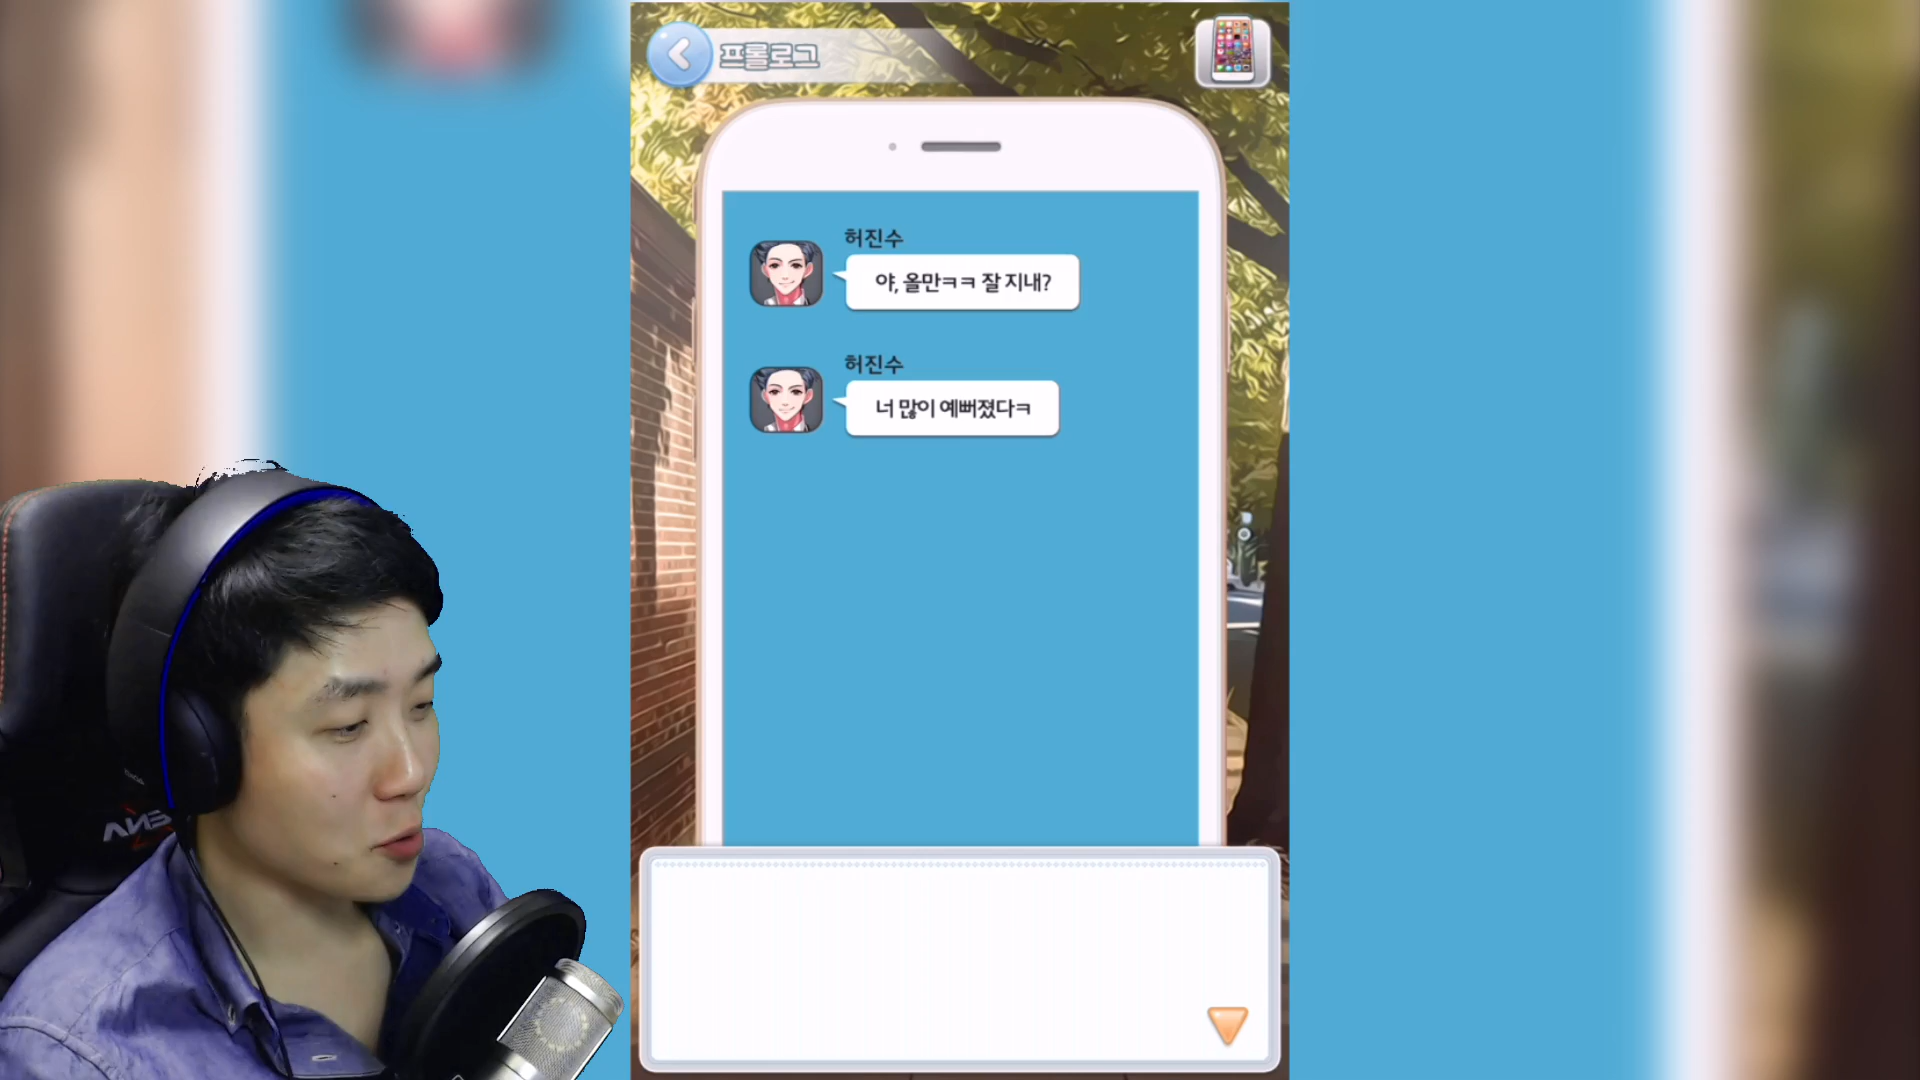 프롤로그
허진수
야, 올만ㅋㅋ 잘 지내?
허진수
너 많이 예뻐졌다ㅋ